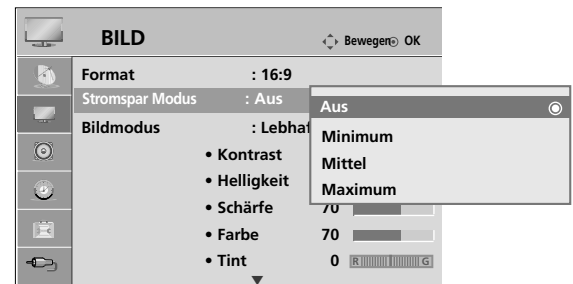 BILD
Bewegen OK
Format : 16:9
Stromspar Modus : Aus
Bildmodus : Lebhaf
• Kontrast
• Helligkeit
• Schärfe 70
• Farbe 70
• Tint 0 R G
Aus
Minimum
Mittel
Maximum